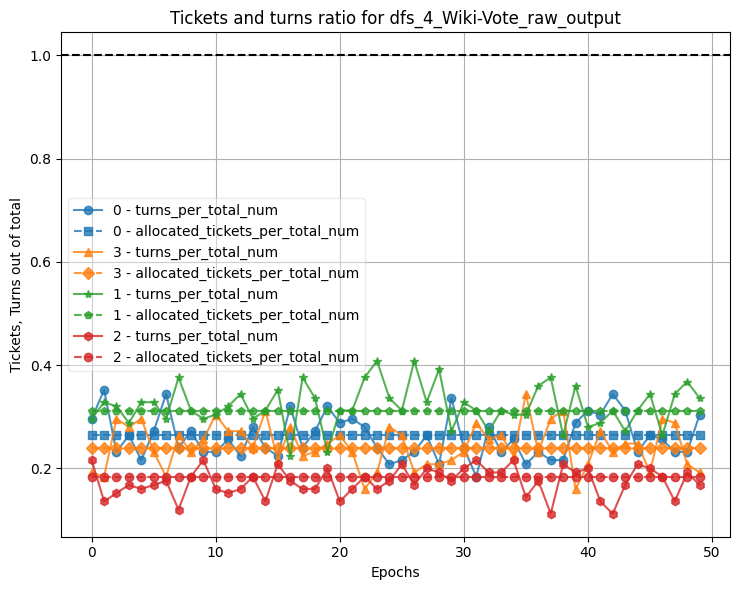 Tickets and turns ratio for dfs_4_Wiki-Vote_raw_output
Tickets, Turns out of total
1.0
0.8
0.6
0.4
0.2
0 - turns_per_total_num
0 - allocated_tickets_per_total_num
3 - turns_per_total_num
3 - allocated_tickets_per_total_num
1 - turns_per_total_num
1 - allocated_tickets_per_total_num
2 - turns_per_total_num
2 - allocated_tickets_per_total_num
0 10 20 30 40 50
Epochs